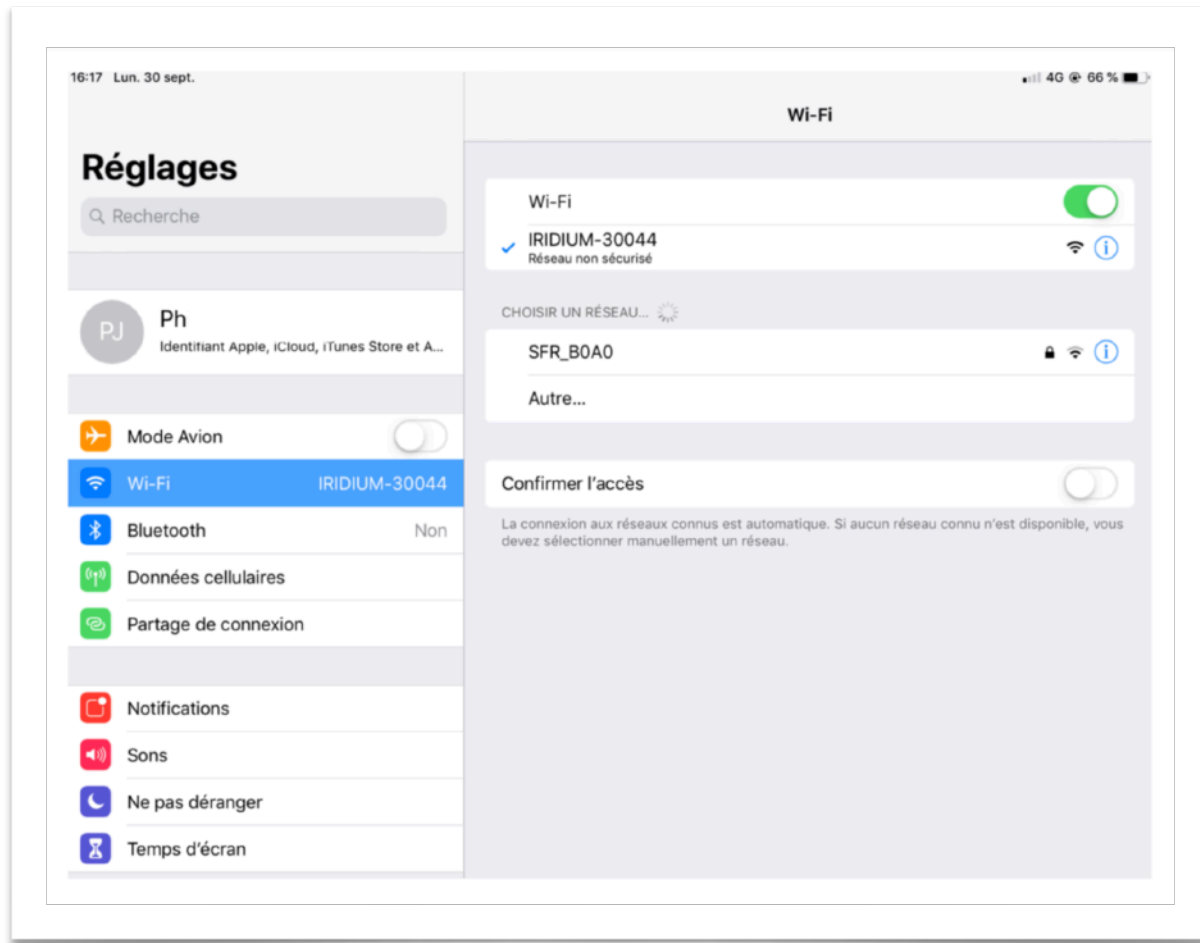 16:17 Lun. 30 sept.
4G 66 %
Wi-Fi
Réglages
Recherche
PJ
Ph
Identifiant Apple, iCloud, iTunes Store et A...
Mode Avion
Wi-Fi IRIDIUM-30044
Bluetooth Non
Données cellulaires
Partage de connexion
Notifications
Sons
Ne pas déranger
Temps d'écran
Wi-Fi
IRIDIUM-30044
Réseau non sécurisé
CHOISIR UN RÉSEAU...
SFR_B0A0
Autre...
Confirmer l'accès
La connexion aux réseaux connus est automatique. Si aucun réseau connu n'est disponible, vous
devez sélectionner manuellement un réseau.